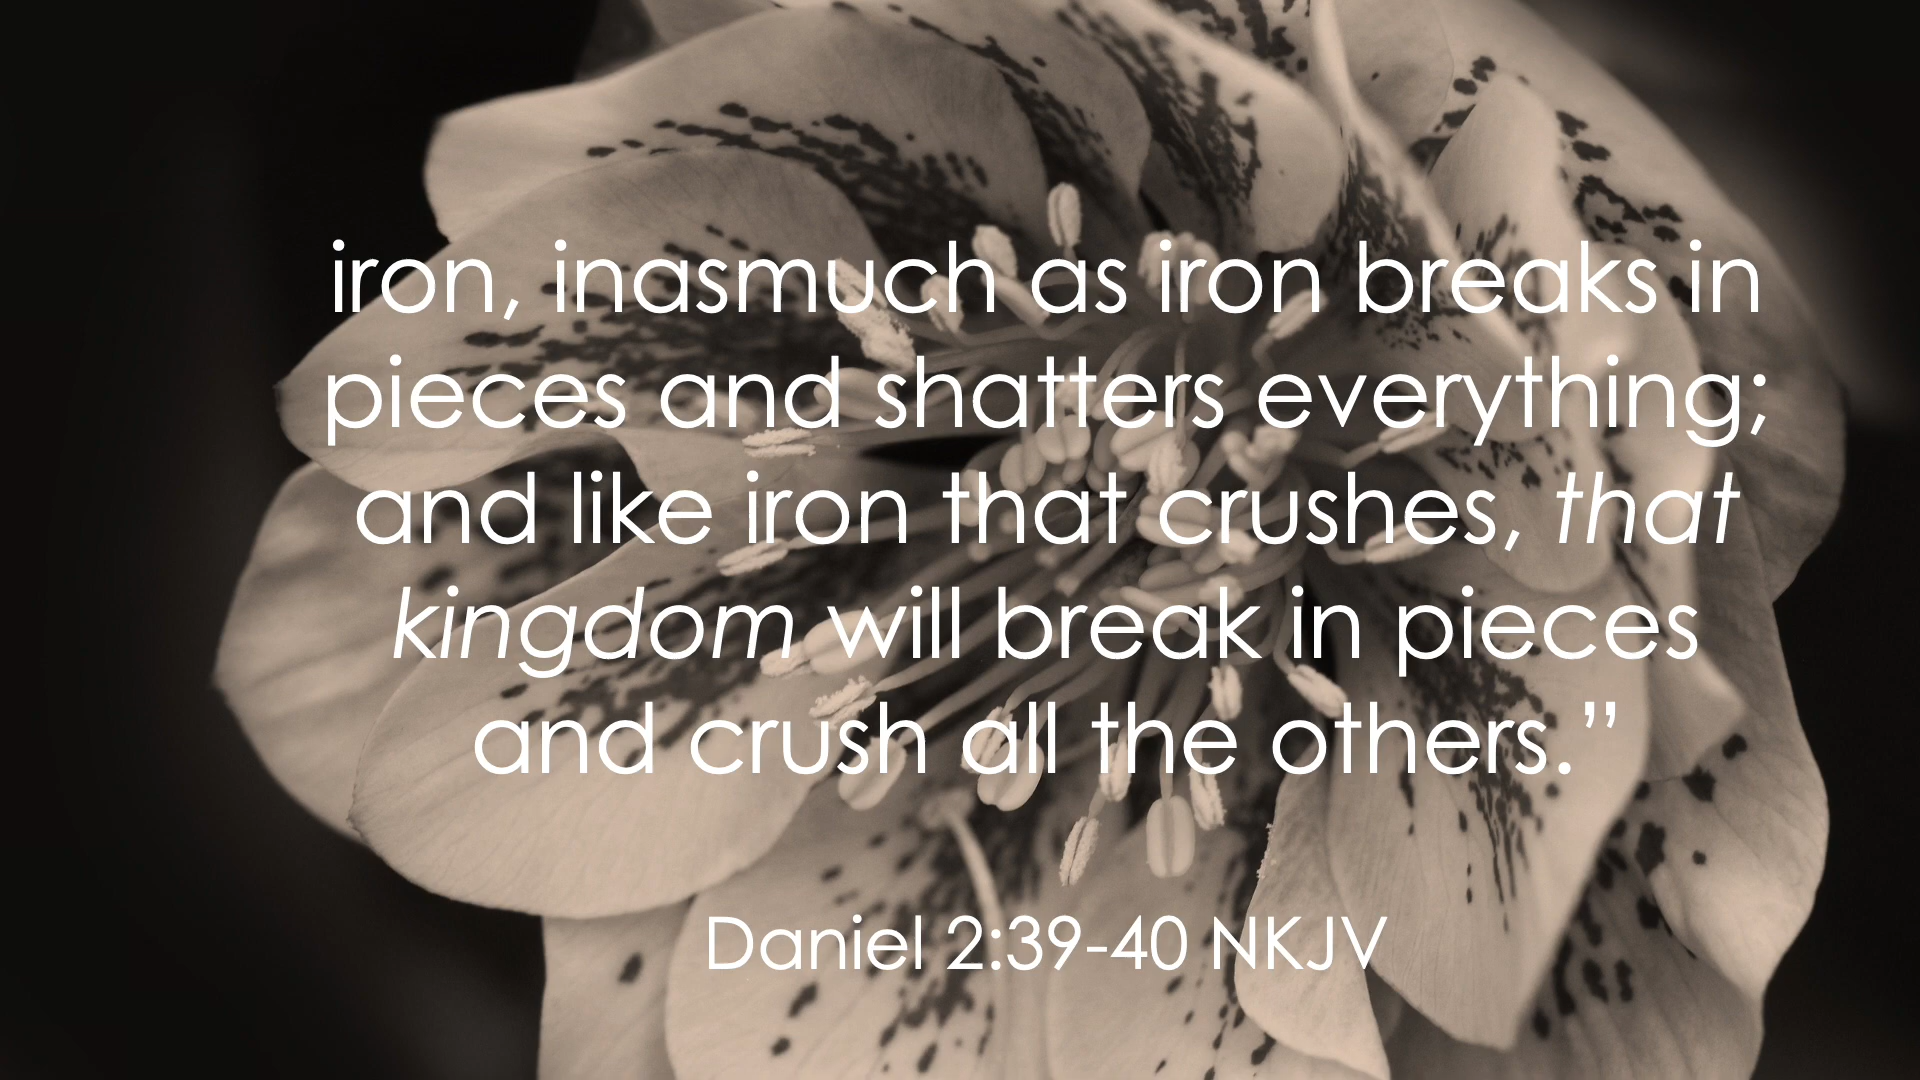 iron, inasmuch as iron breaks in
pieces and shatters everything;
and like iron that crushes, that
kingdom will break in pieces
and crush all the others.”
Daniel 2:39-40 NKJV